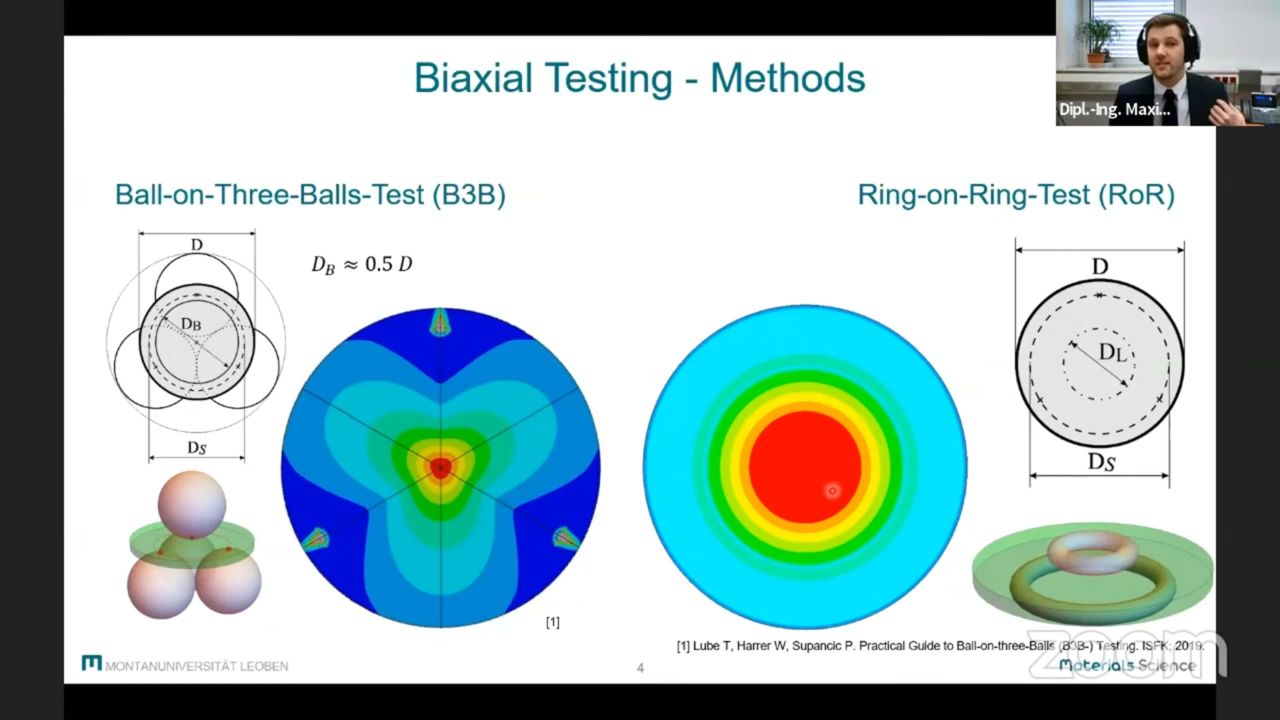 Biaxial Testing - Methods
Dipl.-Ing. Maxi...
Ball-on-Three-Balls-Test (B3B)
Ring-on-Ring-Test (RoR)
D
D_B ≈ 0.5 D
D_B
D_S
D
D_L
D_S
[1]
[1] Lube T, Harrer W, Supancic P. Practical Guide to Ball-on-three-Balls (B3B-) Testing. ISFK; 2019.
MONTANUNIVERSITÄT LEOBEN
4
Materials Science
zoom